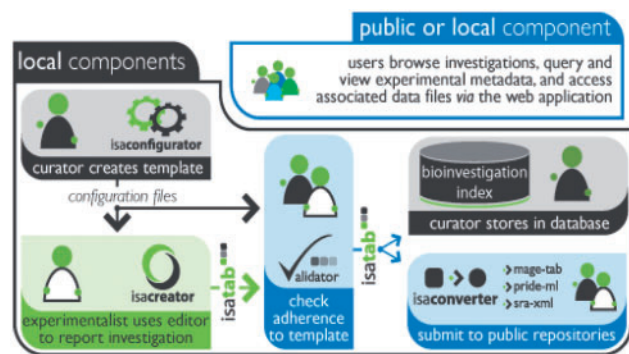 public or local component
users browse investigations, query and
view experimental metadata, and access
associated data files via the web application
local components
isaconfigurator
curator creates template
configuration files
isacreator
experimentalist uses editor
to report investigation
isatab
validator
check
adherence
to template
isatab
bioinvestigation
index
curator stores in database
isaconverter
mage-tab
pride-ml
sra-xml
submit to public repositories